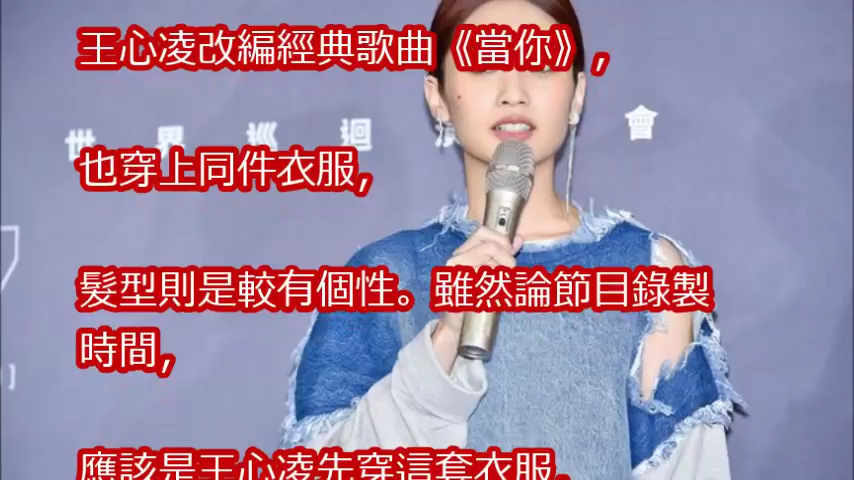 王心凌改編經典歌曲《當你》，
世界巡迴
會
也穿上同件衣服，
髮型則是較有個性。雖然論節目錄製
時間，
應該是王心凌先穿這套衣服，